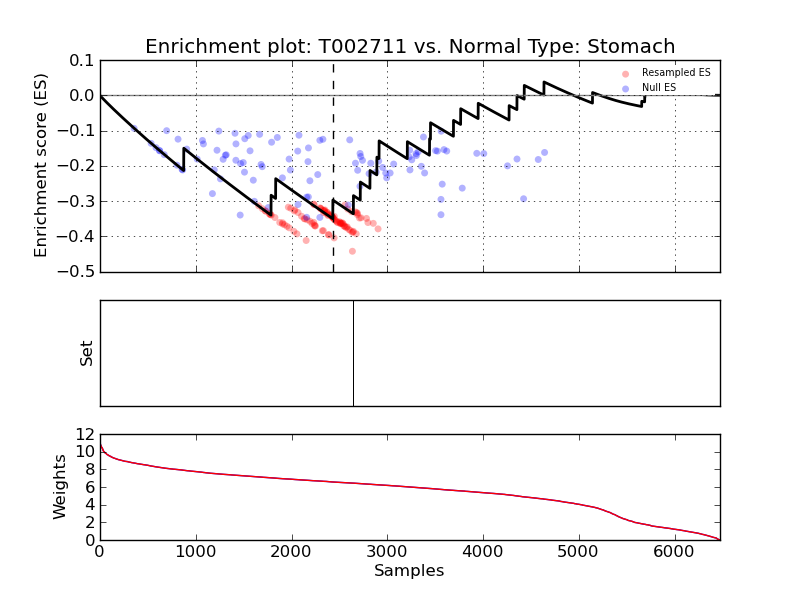 Enrichment plot: T002711 vs. Normal Type: Stomach
Enrichment score (ES)
0.1
0.0
−0.1
−0.2
−0.3
−0.4
−0.5
Resampled ES
Null ES
Set
Weights
12
10
8
6
4
2
0
0 1000 2000 3000 4000 5000 6000
Samples